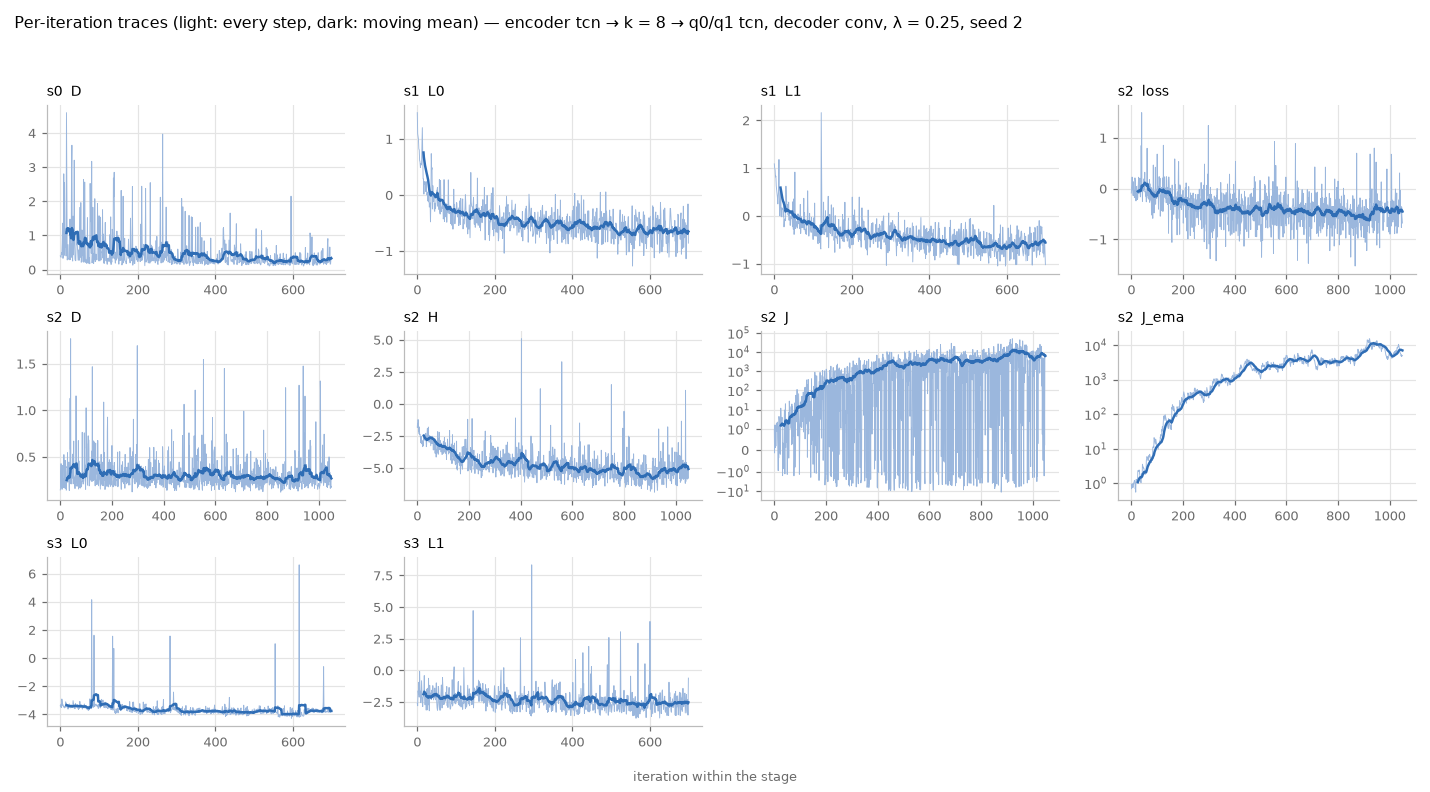 Per-iteration traces (light: every step, dark: moving mean) — encoder tcn → k = 8 → q0/q1 tcn, decoder conv, λ = 0.25, seed 2
s0 D
4
3
2
1
0
0 200 400 600
s1 L0
1
0
−1
0 200 400 600
s1 L1
2
1
0
−1
0 200 400 600
s2 loss
1
0
−1
0 200 400 600 800 1000
s2 D
1.5
1.0
0.5
0 200 400 600 800 1000
s2 H
5.0
2.5
0.0
−2.5
−5.0
0 200 400 600 800 1000
s2 J
10⁵
10⁴
10³
10²
10¹
10⁰
0
−10⁰
−10¹
0 200 400 600 800 1000
s2 J_ema
10⁴
10³
10²
10¹
10⁰
0 200 400 600 800 1000
s3 L0
6
4
2
0
−2
−4
0 200 400 600
s3 L1
7.5
5.0
2.5
0.0
−2.5
0 200 400 600
iteration within the stage